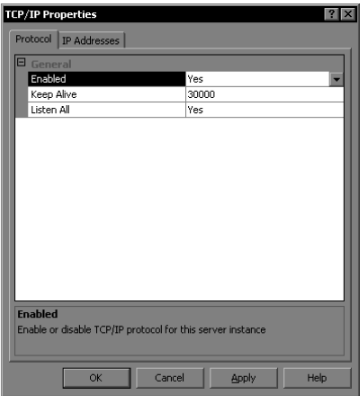 TCP/IP Properties
Protocol IP Addresses
General
Enabled Yes
Keep Alive 30000
Listen All Yes
Enabled
Enable or disable TCP/IP protocol for this server instance
OK Cancel Apply Help